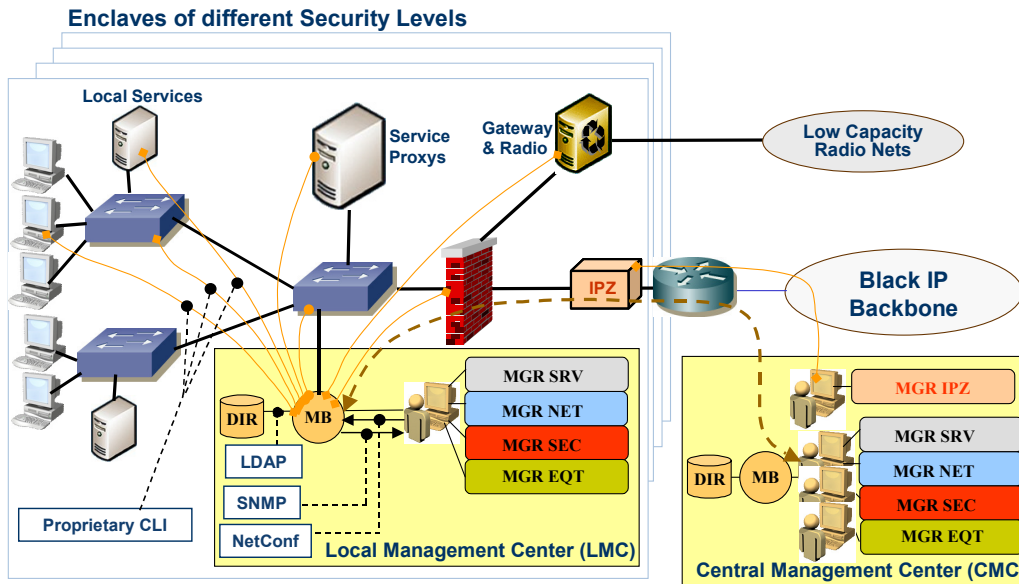 Enclaves of different Security Levels
Local Services
Service
Proxys
Gateway
& Radio
Low Capacity
Radio Nets
IPZ
Black IP
Backbone
MGR SRV
MGR NET
MGR SEC
MGR EQT
DIR
MB
LDAP
SNMP
NetConf
Proprietary CLI
Local Management Center (LMC)
MGR IPZ
MGR SRV
MGR NET
MGR SEC
MGR EQT
DIR
MB
Central Management Center (CMC)